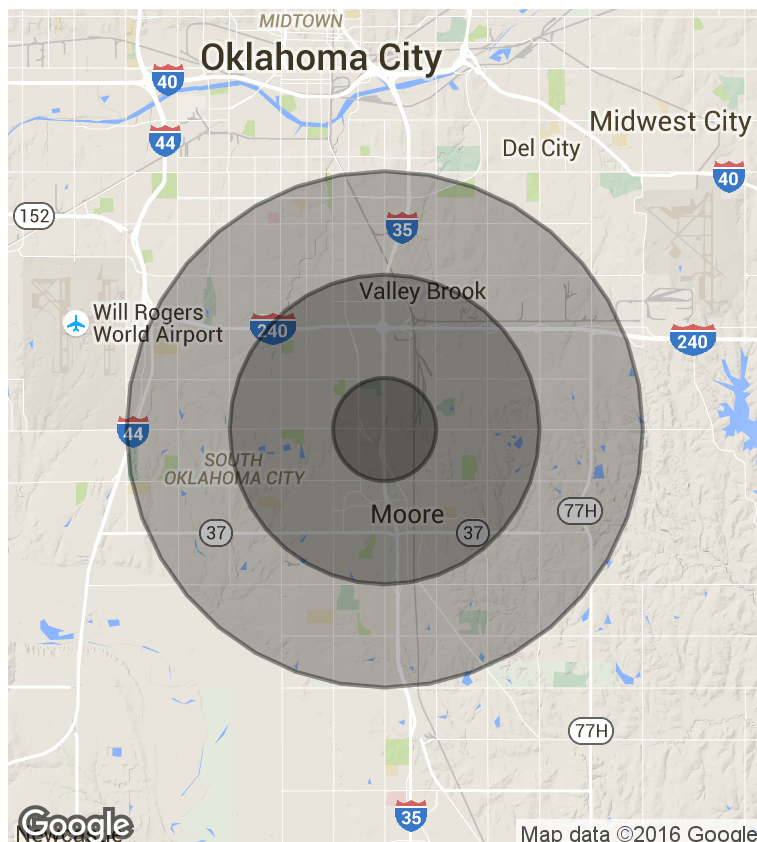 MIDTOWN
Oklahoma City
40
Midwest City
44
Del City
40
152
35
Valley Brook
Will Rogers
World Airport
240
240
44
SOUTH
OKLAHOMA CITY
Moore
77H
37
37
77H
35
Google
Newcastle
Map data ©2016 Google